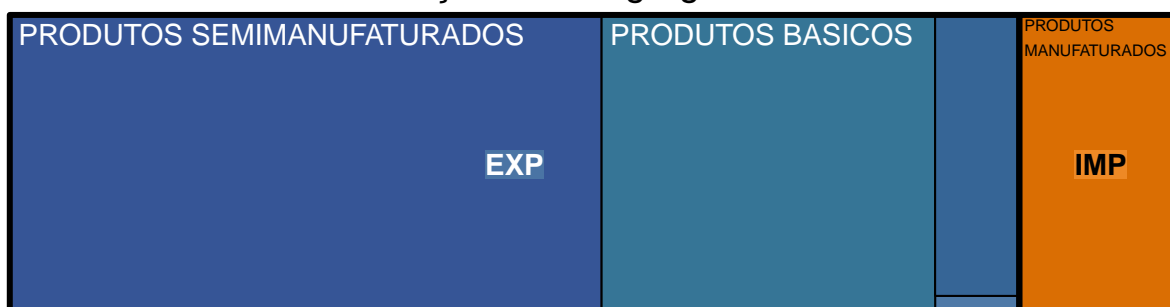 PRODUTOS SEMIMANUFATURADOS
PRODUTOS BASICOS
PRODUTOS
MANUFATURADOS
EXP
IMP